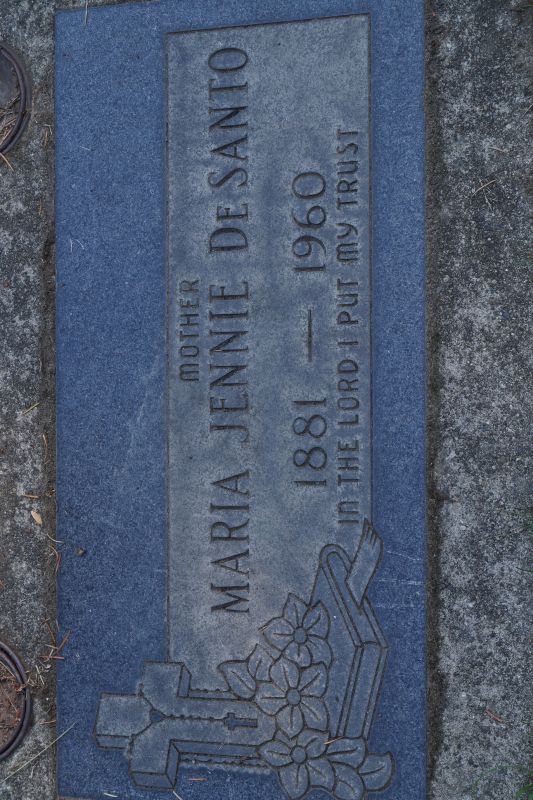 MOTHER
MARIA JENNIE DE SANTO
1881 — 1960
IN THE LORD I PUT MY TRUST